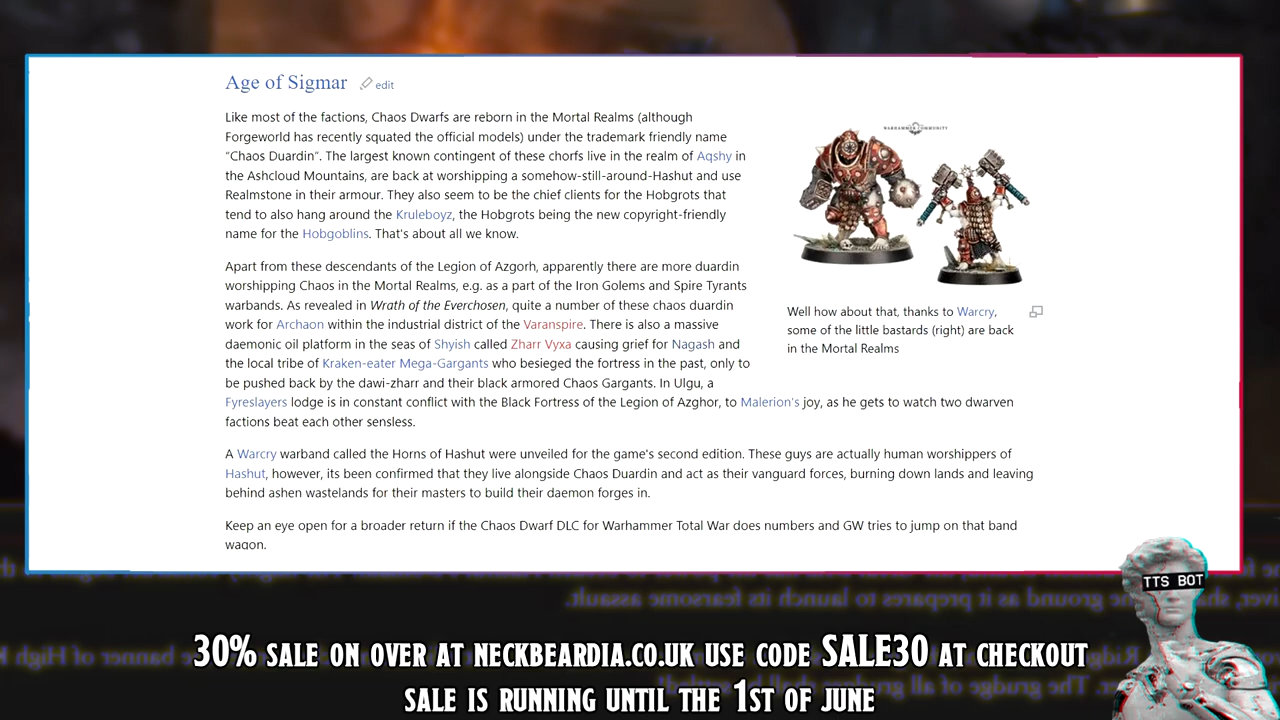 Age of Sigmar edit
Like most of the factions, Chaos Dwarfs are reborn in the Mortal Realms (although
Forgeworld has recently squated the official models) under the trademark friendly name
"Chaos Duardin". The largest known contingent of these chorfs live in the realm of Aqshy in
the Ashcloud Mountains, are back at worshipping a somehow-still-around-Hashut and use
Realmstone in their armour. They also seem to be the chief clients for the Hobgrots that
tend to also hang around the Kruleboyz, the Hobgrots being the new copyright-friendly
name for the Hobgoblins. That's about all we know.
Apart from these descendants of the Legion of Azgorh, apparently there are more duardin
worshipping Chaos in the Mortal Realms, e.g. as a part of the Iron Golems and Spire Tyrants
warbands. As revealed in Wrath of the Everchosen, quite a number of these chaos duardin
work for Archaon within the industrial district of the Varanspire. There is also a massive
daemonic oil platform in the seas of Shyish called Zharr Vyxa causing grief for Nagash and
the local tribe of Kraken-eater Mega-Gargants who besieged the fortress in the past, only to
be pushed back by the dawi-zharr and their black armored Chaos Gargants. In Ulgu, a
Fyreslayers lodge is in constant conflict with the Black Fortress of the Legion of Azghor, to Malerion's joy, as he gets to watch two dwarven
factions beat each other sensless.
WARHAMMER COMMUNITY
Well how about that, thanks to Warcry,
some of the little bastards (right) are back
in the Mortal Realms
A Warcry warband called the Horns of Hashut were unveiled for the game's second edition. These guys are actually human worshippers of
Hashut, however, its been confirmed that they live alongside Chaos Duardin and act as their vanguard forces, burning down lands and leaving
behind ashen wastelands for their masters to build their daemon forges in.
Keep an eye open for a broader return if the Chaos Dwarf DLC for Warhammer Total War does numbers and GW tries to jump on that band
wagon.
TTS BOT
30% SALE ON OVER AT NECKBEARDIA.CO.UK USE CODE SALE30 AT CHECKOUT
SALE IS RUNNING UNTIL THE 1ST OF JUNE